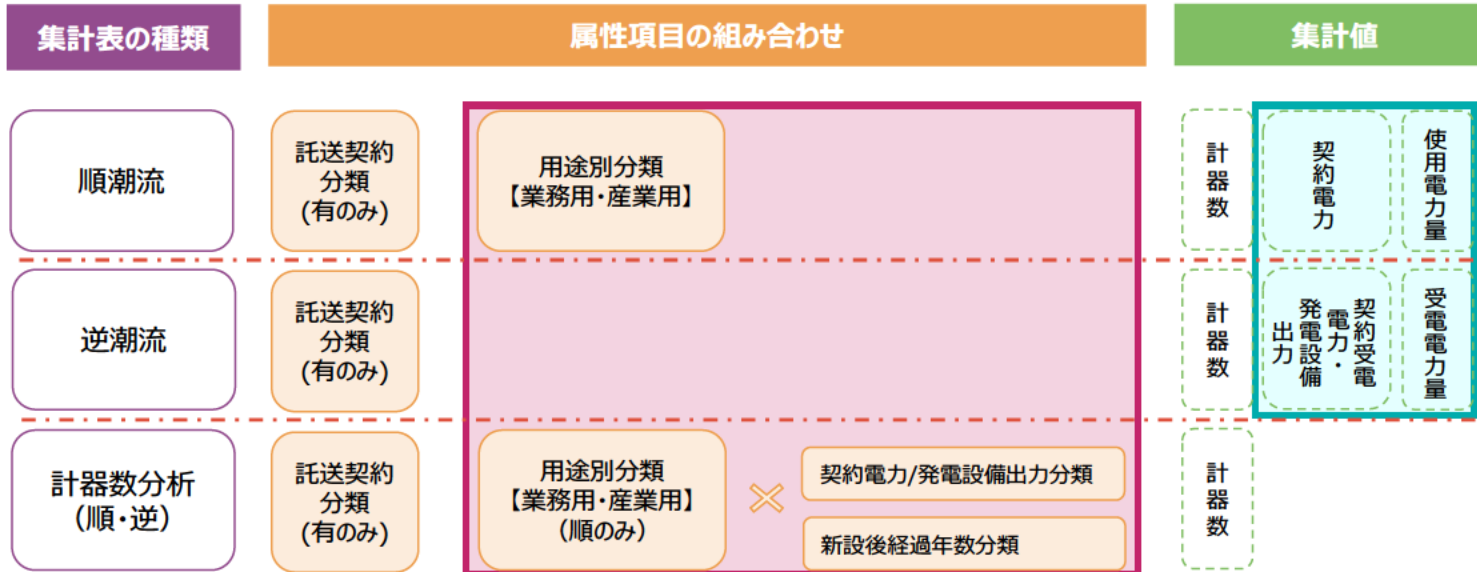 集計表の種類
属性項目の組み合わせ
集計値
順潮流
託送契約
分類
(有のみ)
用途別分類
【業務用・産業用】
計器数
契約電力
使用電力量
逆潮流
託送契約
分類
(有のみ)
計器数
契約受電
電力・
発電設備
出力
受電電力量
計器数分析
(順・逆)
託送契約
分類
(有のみ)
用途別分類
【業務用・産業用】
(順のみ)
契約電力/発電設備出力分類
新設後経過年数分類
計器数